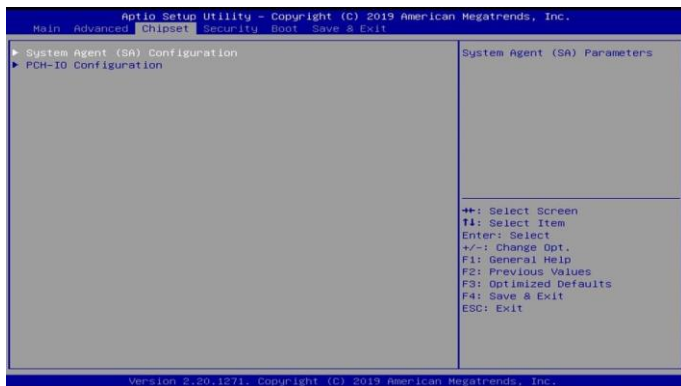 Aptio Setup Utility – Copyright (C) 2019 American Megatrends, Inc.
Main Advanced Chipset Security Boot Save & Exit
▶ System Agent (SA) Configuration
▶ PCH-IO Configuration
System Agent (SA) Parameters
→←: Select Screen
↑↓: Select Item
Enter: Select
+/-: Change Opt.
F1: General Help
F2: Previous Values
F3: Optimized Defaults
F4: Save & Exit
ESC: Exit
Version 2.20.1271. Copyright (C) 2019 American Megatrends, Inc.